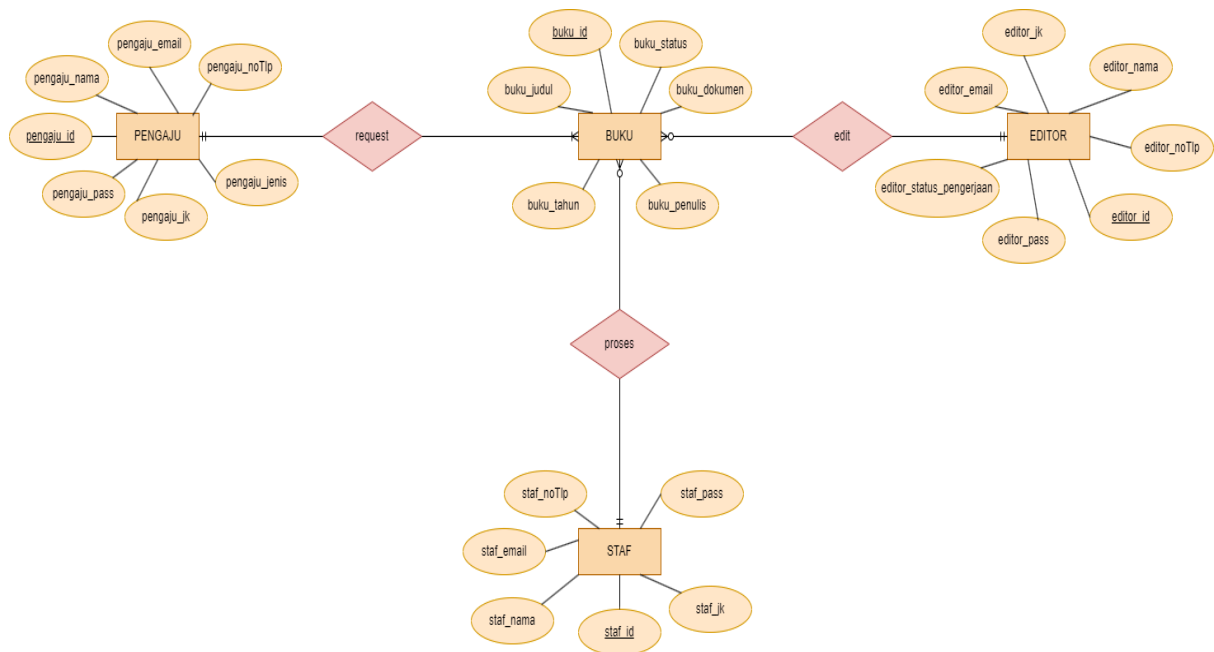 pengaju_email
pengaju_noTlp
pengaju_nama
pengaju_id
PENGAJU
pengaju_pass
pengaju_jk
pengaju_jenis
request
buku_id
buku_status
buku_judul
buku_dokumen
BUKU
buku_tahun
buku_penulis
edit
editor_jk
editor_nama
editor_email
EDITOR
editor_noTlp
editor_status_pengerjaan
editor_id
editor_pass
proses
staf_noTlp
staf_pass
staf_email
STAF
staf_nama
staf_jk
staf_id